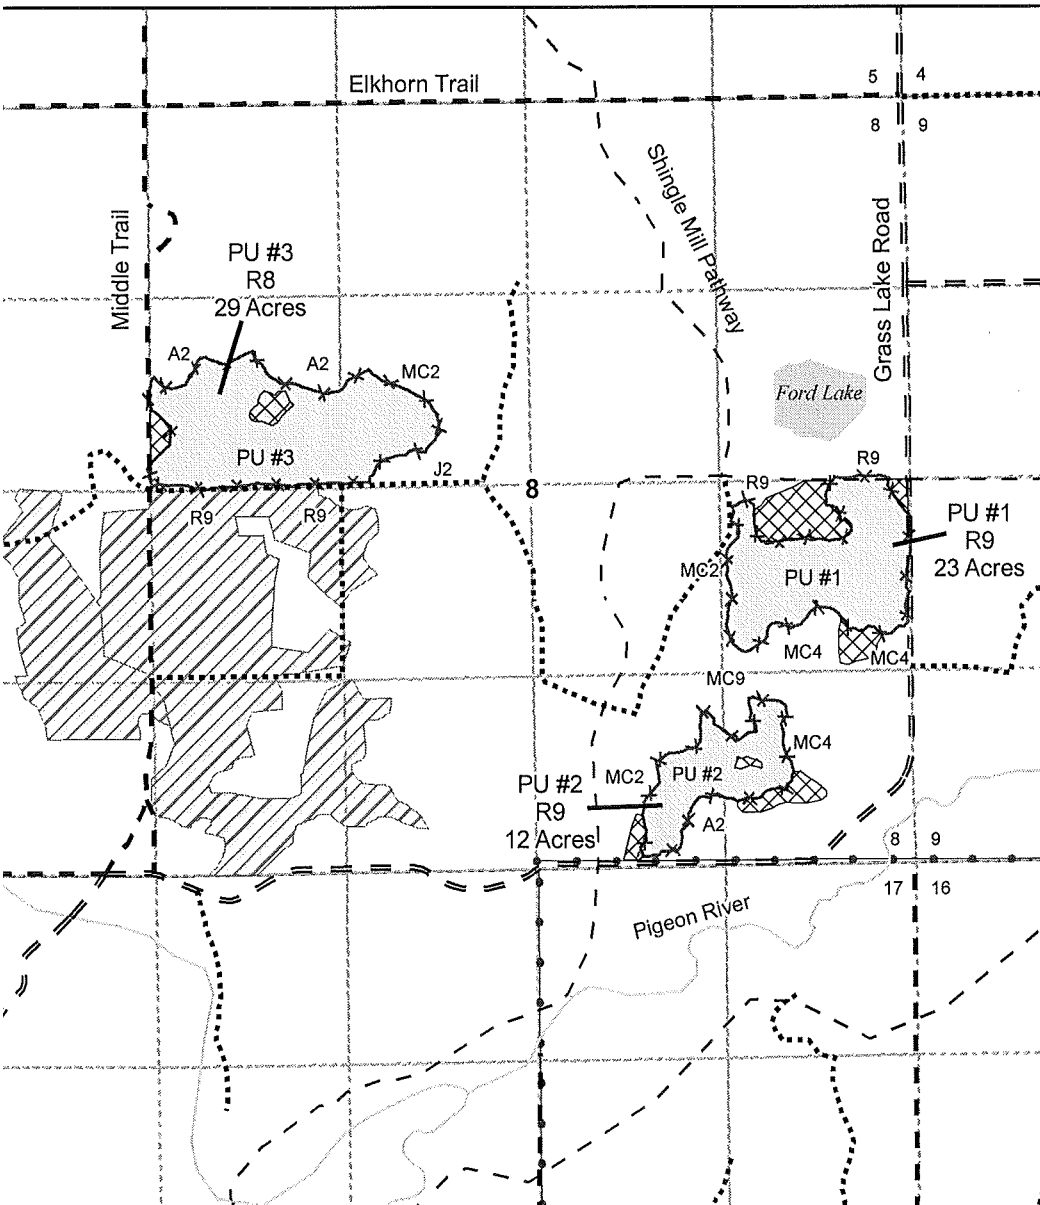 5 4
Elkhorn Trail
8 9
Shingle Mill Pathway
Middle Trail
Grass Lake Road
PU #3
R8
29 Acres
A2
A2
MC2
Ford Lake
PU #3
J2
R9
R9
8
R9
R9
PU #1
R9
23 Acres
MC2
PU #1
MC4
MC4
MC9
MC4
MC2
PU #2
PU #2
R9
12 Acres
A2
8 9
17 16
Pigeon River